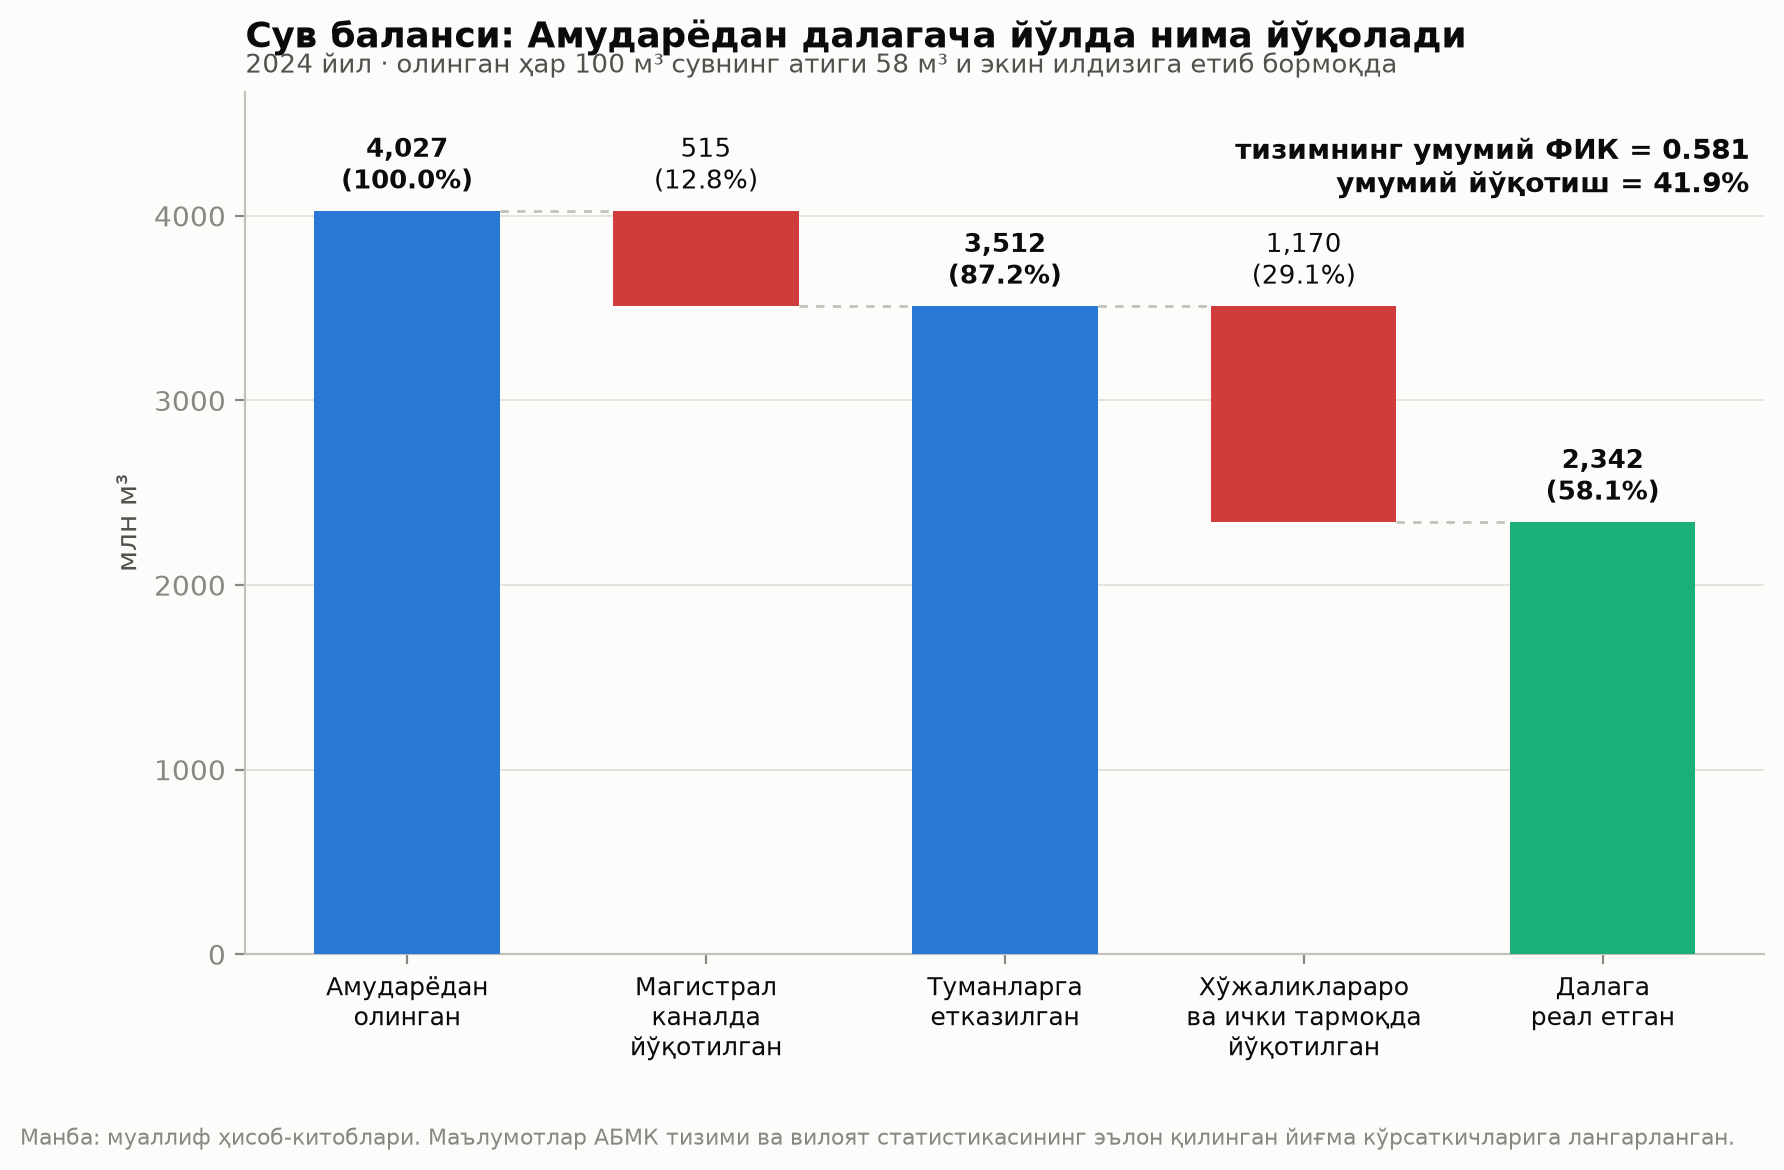 Сув баланси: Амударёдан далагача йўлда нима йўқолади
2024 йил · олинган ҳар 100 м³ сувнинг атиги 58 м³ и экин илдизига етиб бормоқда
4,027
(100.0%)
515
(12.8%)
тизимнинг умумий ФИК = 0.581
умумий йўқотиш = 41.9%
3,512
(87.2%)
1,170
(29.1%)
2,342
(58.1%)
млн м³
4000
3000
2000
1000
0
Амударёдан
олинган
Магистрал
каналда
йўқотилган
Туманларга
етказилган
Хўжаликлараро
ва ички тармоқда
йўқотилган
Далага
реал етган
Манба: муаллиф ҳисоб-китоблари. Маълумотлар АБМК тизими ва вилоят статистикасининг эълон қилинган йиғма кўрсаткичларига лангарланган.